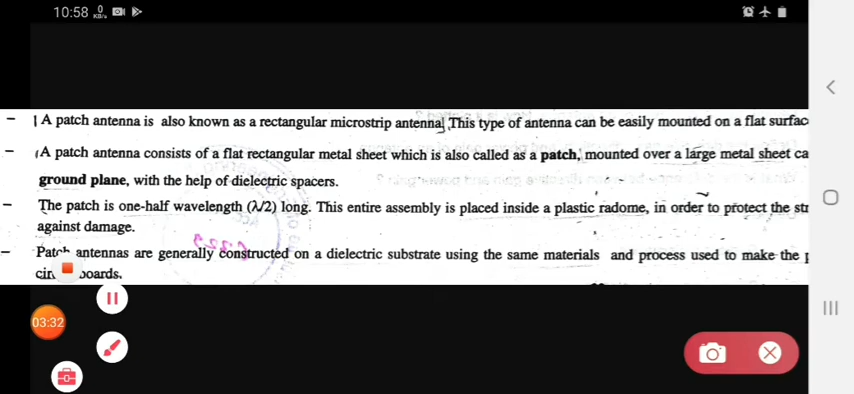 10:58 0 KB/s
– A patch antenna is also known as a rectangular microstrip antenna. This type of antenna can be easily mounted on a flat surfac
– A patch antenna consists of a flat rectangular metal sheet which is also called as a patch, mounted over a large metal sheet ca
ground plane, with the help of dielectric spacers.
– The patch is one-half wavelength (λ/2) long. This entire assembly is placed inside a plastic radome, in order to protect the str
against damage.
– Patch antennas are generally constructed on a dielectric substrate using the same materials and process used to make the p
03:32